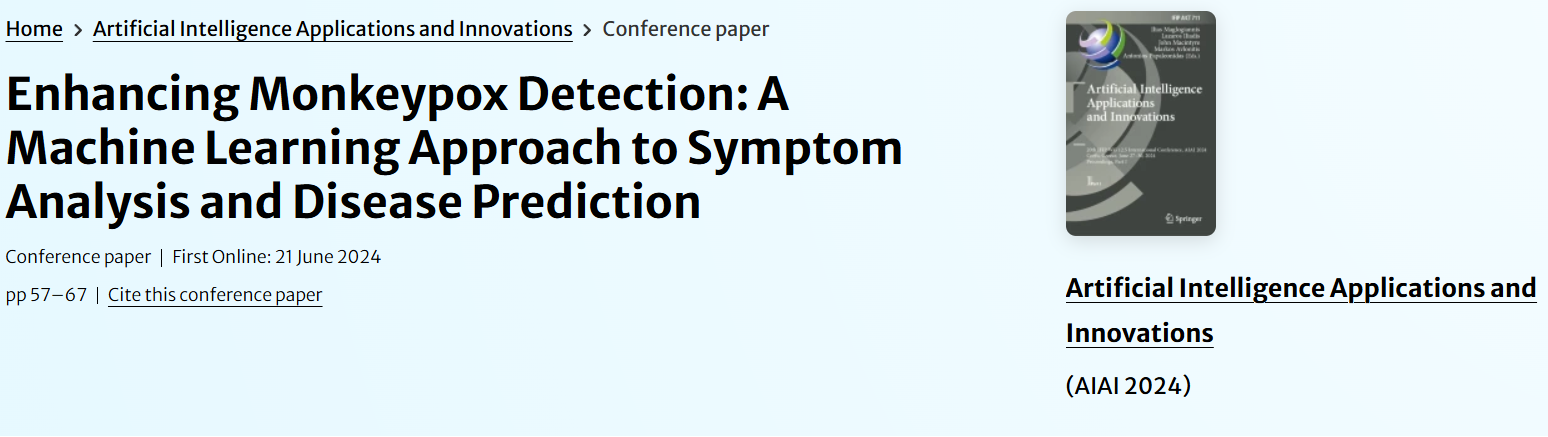 Home > Artificial Intelligence Applications and Innovations > Conference paper
Enhancing Monkeypox Detection: A
Machine Learning Approach to Symptom
Analysis and Disease Prediction
Conference paper | First Online: 21 June 2024
pp 57–67 | Cite this conference paper
IFIP AICT 711
Ilias Maglogiannis
Lazaros Iliadis
John Macintyre
Markos Avlonitis
Antonios Papaleonidas (Eds.)
Artificial Intelligence
Applications
and Innovations
Springer
Artificial Intelligence Applications and
Innovations
(AIAI 2024)